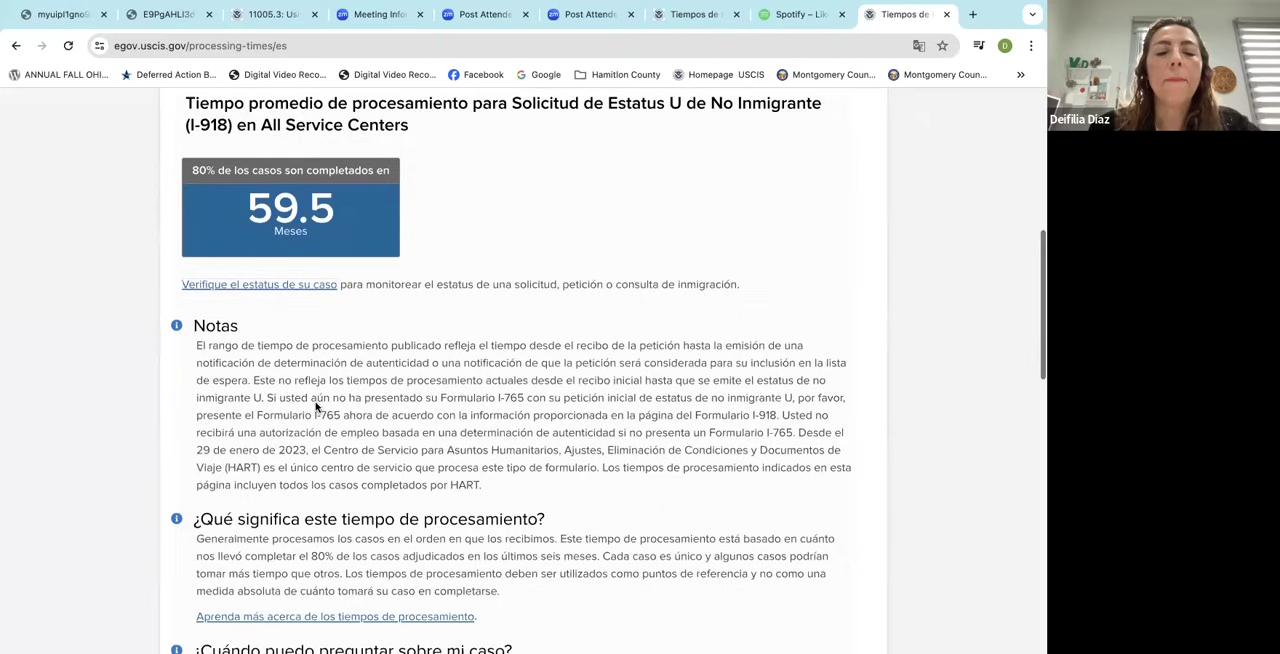 myuipl1gno9
E9PgAHLI3d
11005.3: Us
Meeting Info
Post Attende
Post Attende
Tiempos de
Spotify – Lik
Tiempos de
egov.uscis.gov/processing-times/es
D
ANNUAL FALL OHI...
Deferred Action B...
Digital Video Reco...
Digital Video Reco...
Facebook
Google
Hamitlon County
Homepage USCIS
Montgomery Coun...
Montgomery Coun...
»
Tiempo promedio de procesamiento para Solicitud de Estatus U de No Inmigrante
(I-918) en All Service Centers
80% de los casos son completados en
59.5
Meses
Verifique el estatus de su caso para monitorear el estatus de una solicitud, petición o consulta de inmigración.
Notas
El rango de tiempo de procesamiento publicado refleja el tiempo desde el recibo de la petición hasta la emisión de una
notificación de determinación de autenticidad o una notificación de que la petición será considerada para su inclusión en la lista
de espera. Este no refleja los tiempos de procesamiento actuales desde el recibo inicial hasta que se emite el estatus de no
inmigrante U. Si usted aún no ha presentado su Formulario I-765 con su petición inicial de estatus de no inmigrante U, por favor,
presente el Formulario I-765 ahora de acuerdo con la información proporcionada en la página del Formulario I-918. Usted no
recibirá una autorización de empleo basada en una determinación de autenticidad si no presenta un Formulario I-765. Desde el
29 de enero de 2023, el Centro de Servicio para Asuntos Humanitarios, Ajustes, Eliminación de Condiciones y Documentos de
Viaje (HART) es el único centro de servicio que procesa este tipo de formulario. Los tiempos de procesamiento indicados en esta
página incluyen todos los casos completados por HART.
¿Qué significa este tiempo de procesamiento?
Generalmente procesamos los casos en el orden en que los recibimos. Este tiempo de procesamiento está basado en cuánto
nos llevó completar el 80% de los casos adjudicados en los últimos seis meses. Cada caso es único y algunos casos podrían
tomar más tiempo que otros. Los tiempos de procesamiento deben ser utilizados como puntos de referencia y no como una
medida absoluta de cuánto tomará su caso en completarse.
Aprenda más acerca de los tiempos de procesamiento.
¿Cuándo puedo preguntar sobre mi caso?
Deifilia Diaz